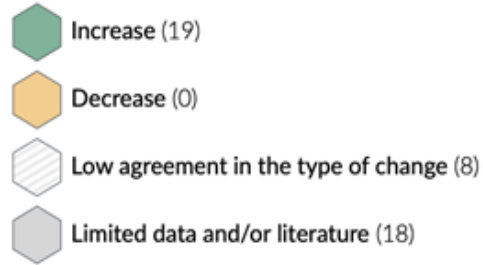 Increase (19)
Decrease (0)
Low agreement in the type of change (8)
Limited data and/or literature (18)